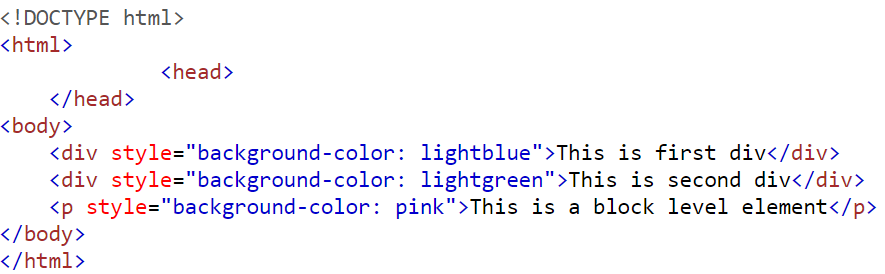 <!DOCTYPE html>
<html>
<head>
</head>
<body>
<div style="background-color: lightblue">This is first div</div>
<div style="background-color: lightgreen">This is second div</div>
<p style="background-color: pink">This is a block level element</p>
</body>
</html>